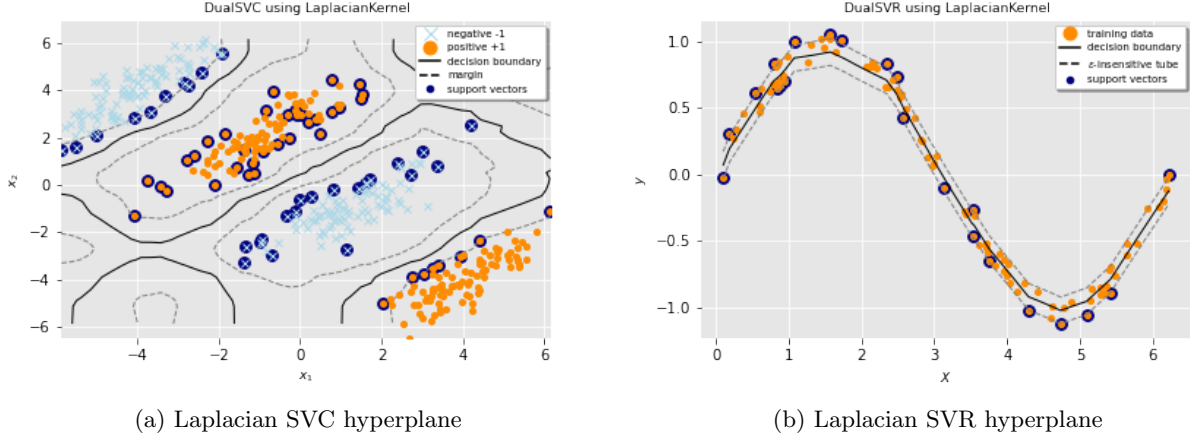 DualSVC using LaplacianKernel
6
4
2
0
−2
−4
−6
x₂
−4
−2
0
2
4
6
x₁
negative -1
positive +1
decision boundary
margin
support vectors
DualSVR using LaplacianKernel
1.0
0.5
0.0
−0.5
−1.0
y
0
1
2
3
4
5
6
X
training data
decision boundary
ε-insensitive tube
support vectors
(a) Laplacian SVC hyperplane
(b) Laplacian SVR hyperplane